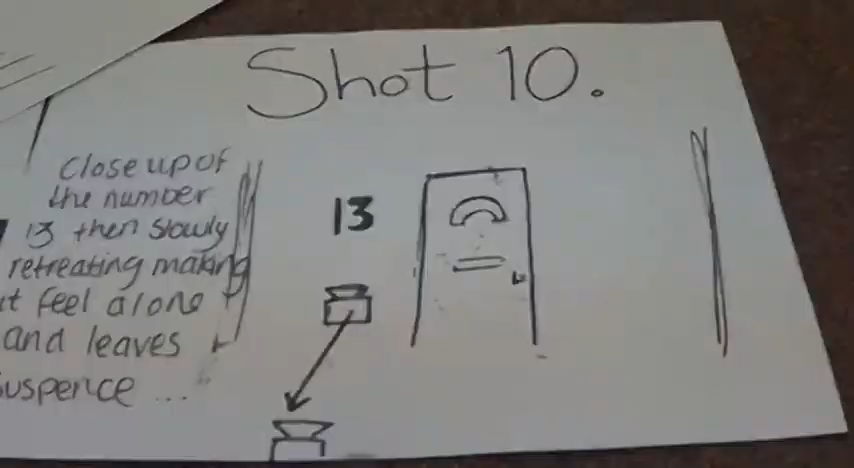 Shot 10.
Close up of
the number
13 then slowly
retreating making
it feel alone
and leaves
suspence ...
13